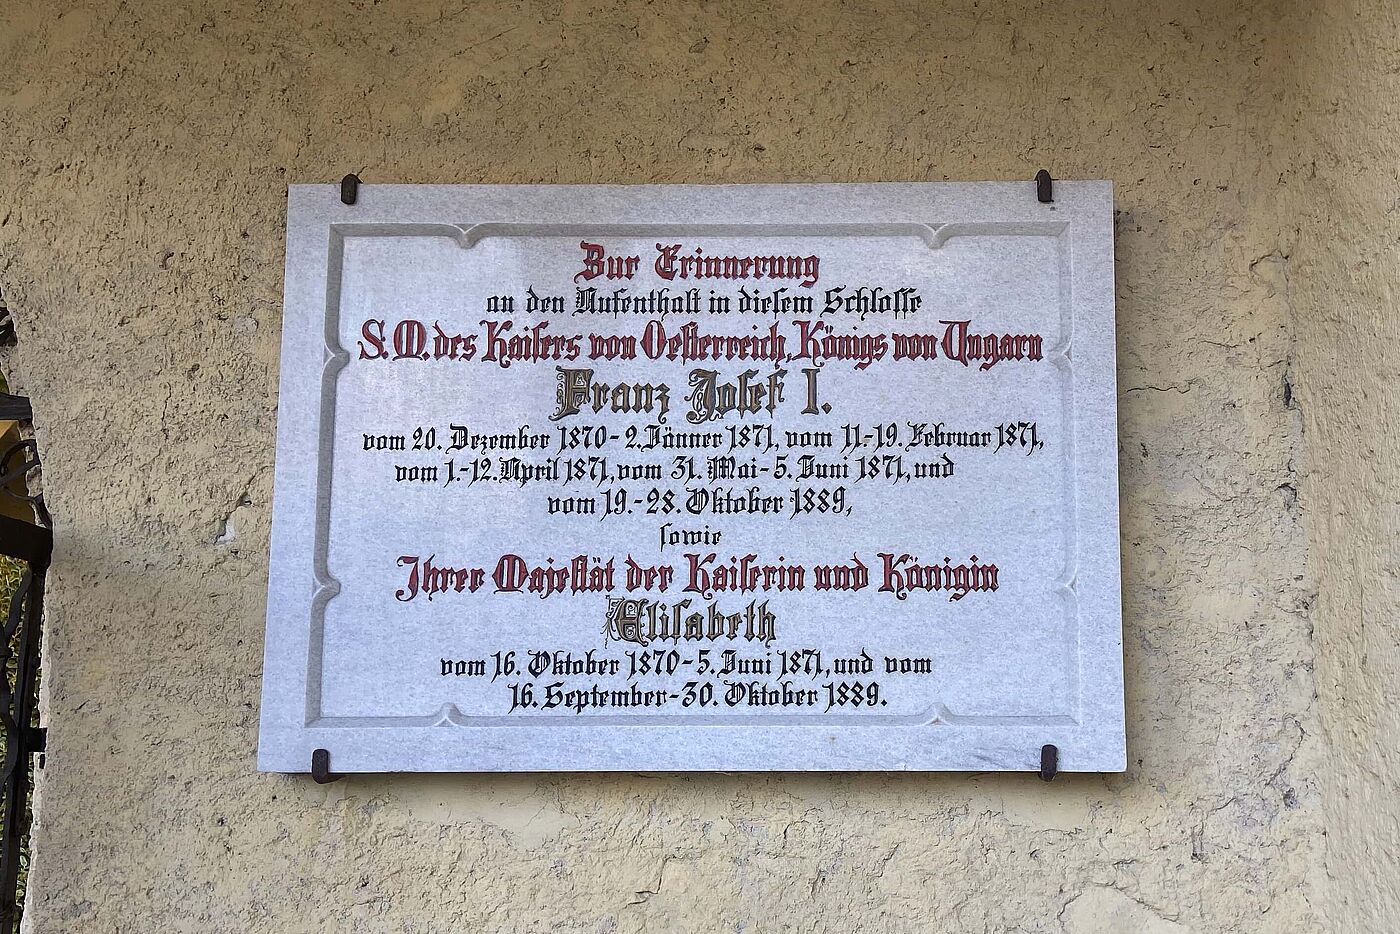 Zur Erinnerung
an den Aufenthalt in diesem Schlosse
S. M. des Kaisers von Oesterreich, Königs von Ungarn
Franz Josef I.
vom 20. Dezember 1870 - 2. Jänner 1871, vom 11.-19. Februar 1871,
vom 1.-12. April 1871, vom 31. Mai - 5. Juni 1871, und
vom 19.-28. Oktober 1889,
sowie
Ihrer Majestät der Kaiserin und Königin
Elisabeth
vom 16. Oktober 1870 - 5. Juni 1871, und vom
16. September - 30. Oktober 1889.